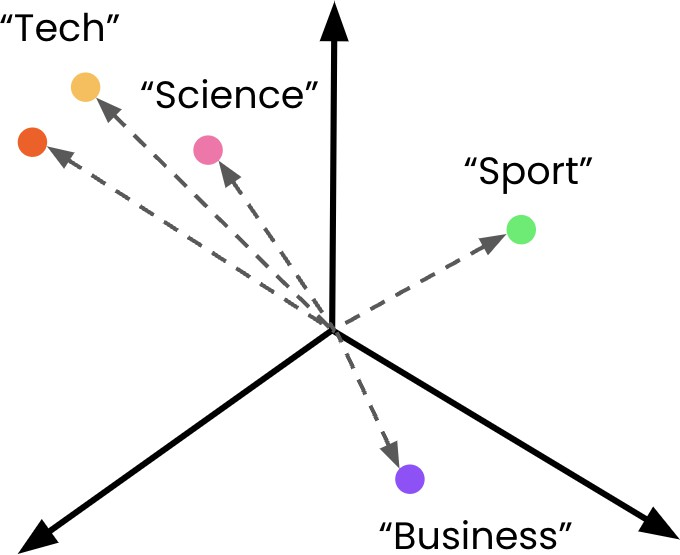 “Tech”
“Science”
“Sport”
“Business”